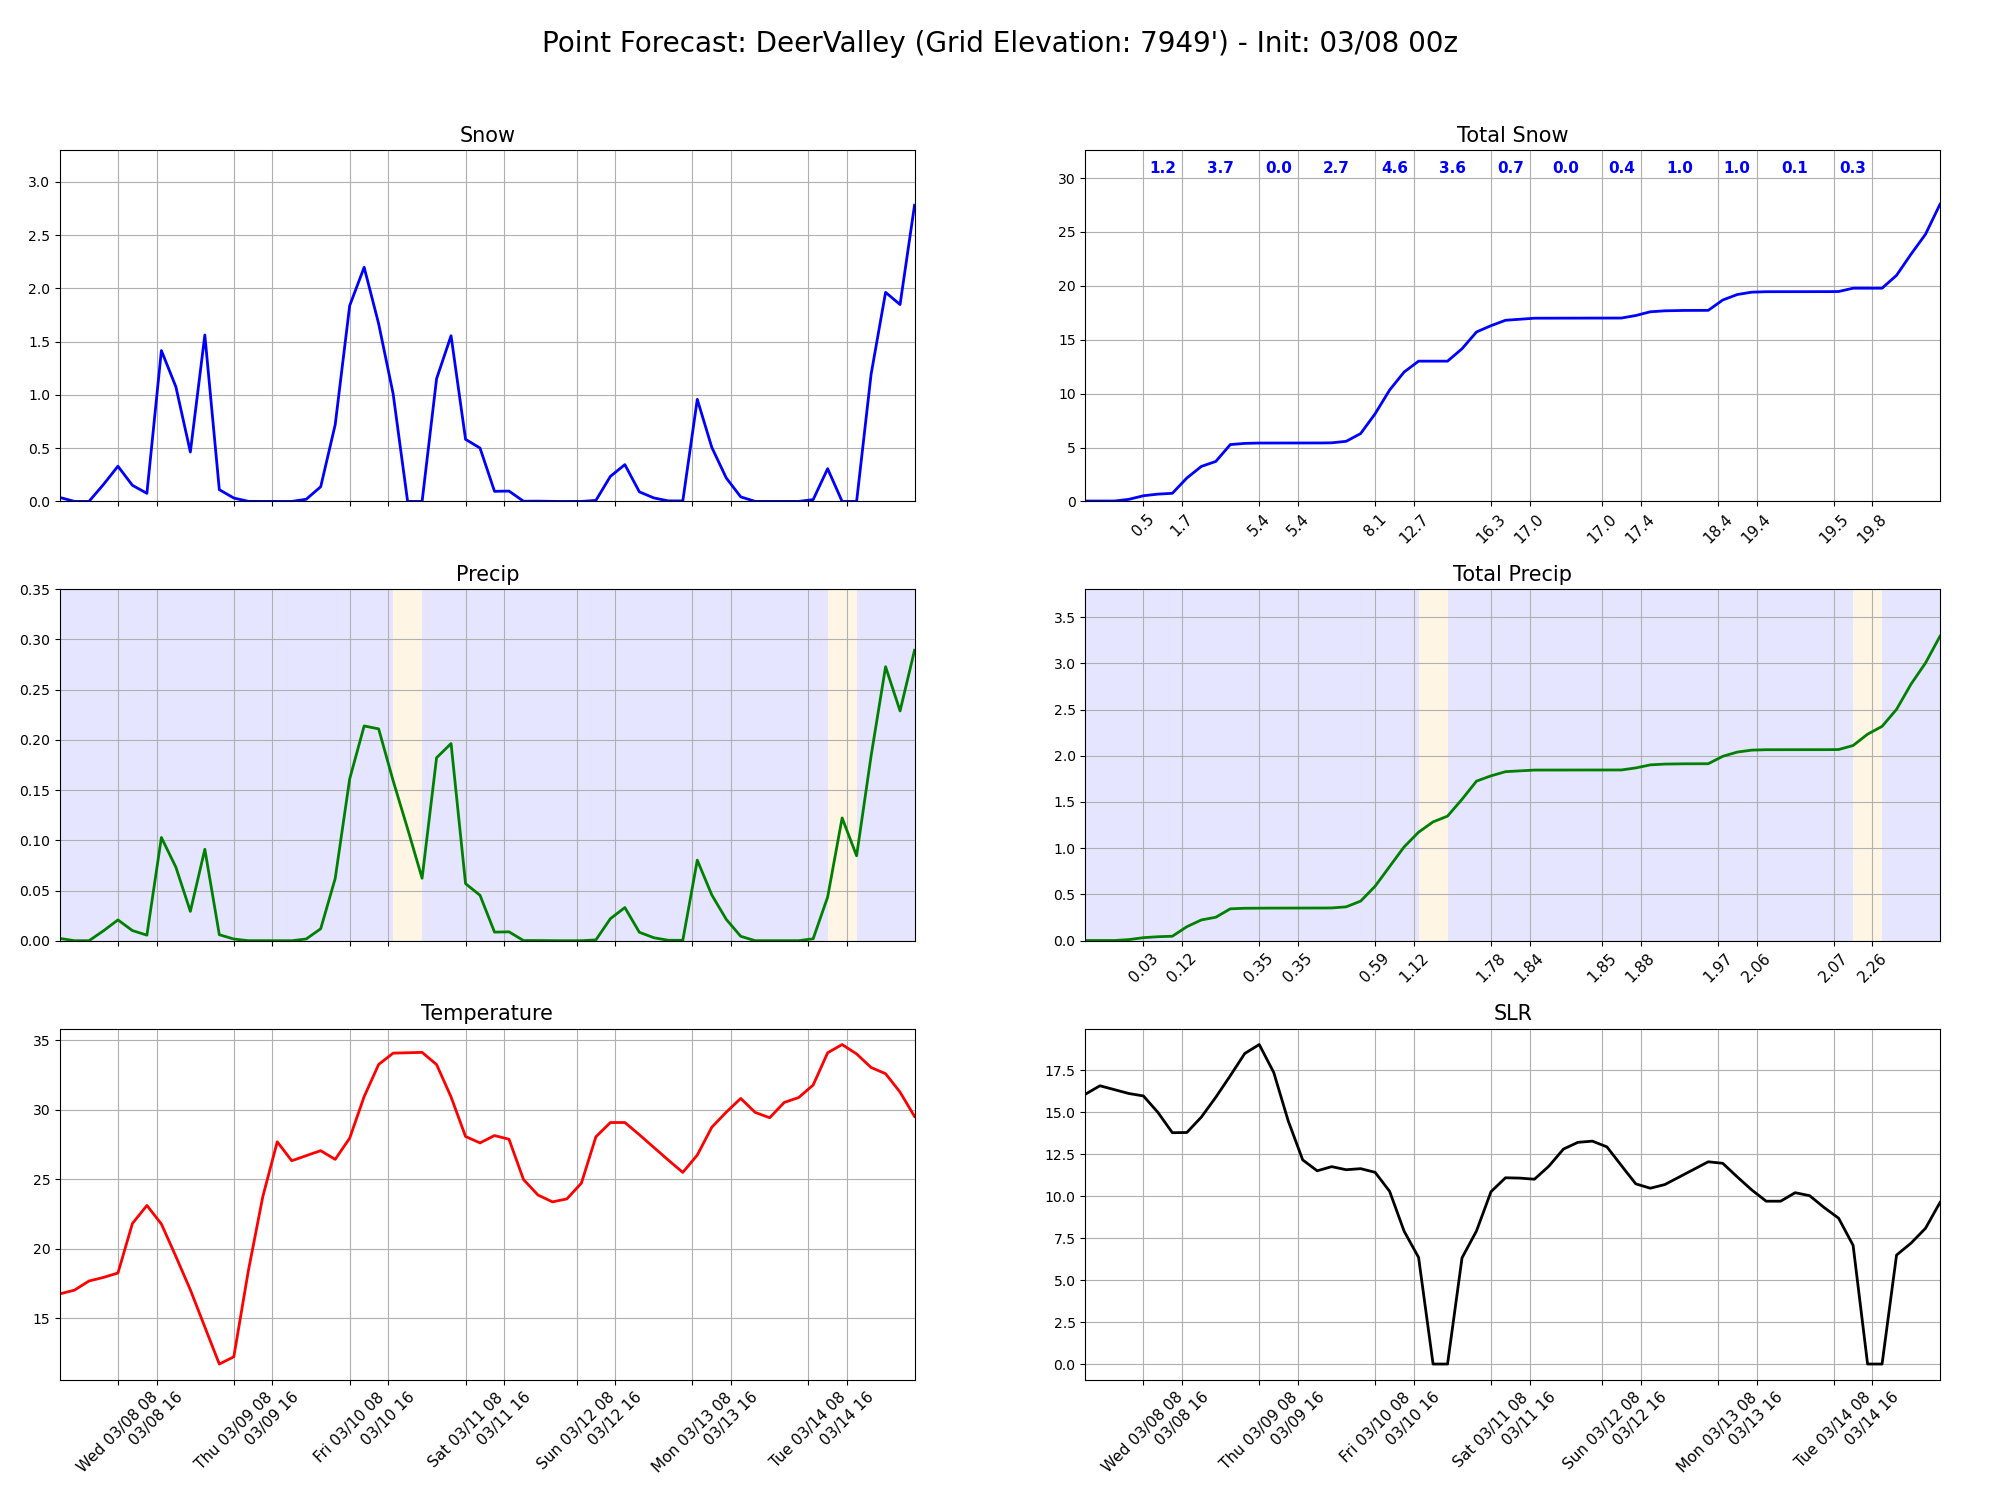 Point Forecast: DeerValley (Grid Elevation: 7949') - Init: 03/08 00z
Snow
3.0
2.5
2.0
1.5
1.0
0.5
0.0
Total Snow
1.2 3.7 0.0 2.7 4.6 3.6 0.7 0.0 0.4 1.0 1.0 0.1 0.3
30
25
20
15
10
5
0
0.5 1.7 5.4 5.4 8.1 12.7 16.3 17.0 17.0 17.4 18.4 19.4 19.5 19.8
Precip
0.35
0.30
0.25
0.20
0.15
0.10
0.05
0.00
Total Precip
3.5
3.0
2.5
2.0
1.5
1.0
0.5
0.0
0.03 0.12 0.35 0.35 0.59 1.12 1.78 1.84 1.85 1.88 1.97 2.06 2.07 2.26
Temperature
35
30
25
20
15
Wed 03/08 08
03/08 16
Thu 03/09 08
03/09 16
Fri 03/10 08
03/10 16
Sat 03/11 08
03/11 16
Sun 03/12 08
03/12 16
Mon 03/13 08
03/13 16
Tue 03/14 08
03/14 16
SLR
17.5
15.0
12.5
10.0
7.5
5.0
2.5
0.0
Wed 03/08 08
03/08 16
Thu 03/09 08
03/09 16
Fri 03/10 08
03/10 16
Sat 03/11 08
03/11 16
Sun 03/12 08
03/12 16
Mon 03/13 08
03/13 16
Tue 03/14 08
03/14 16